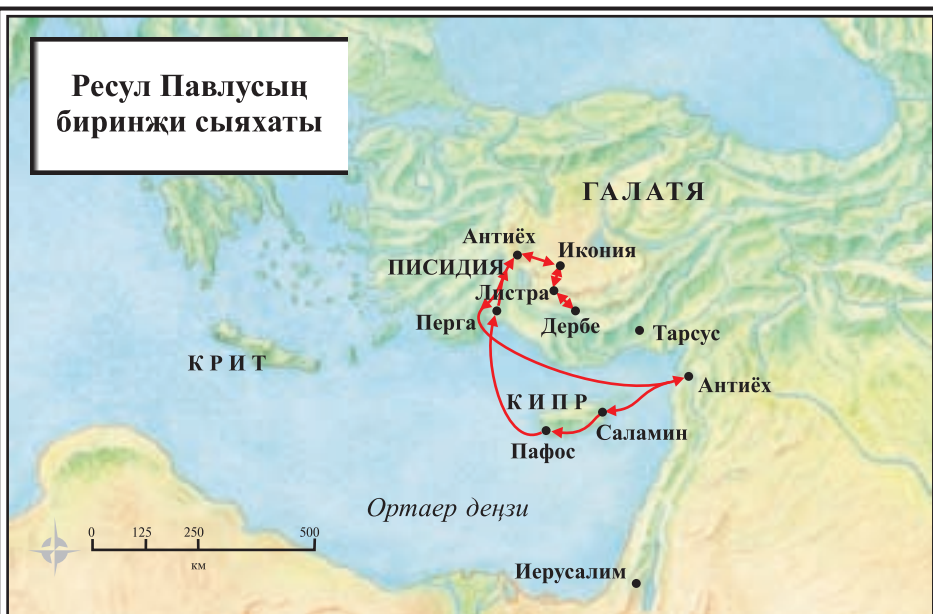 Ресул Павлусың
биринҗи сыяхаты
ГАЛАТЯ
Антиёх
Икония
ПИСИДИЯ
Листра
Перга
Дербе
Тарсус
КРИТ
Антиёх
КИПР
Саламин
Пафос
Ортаер деңзи
0 125 250 500
км
Иерусалим